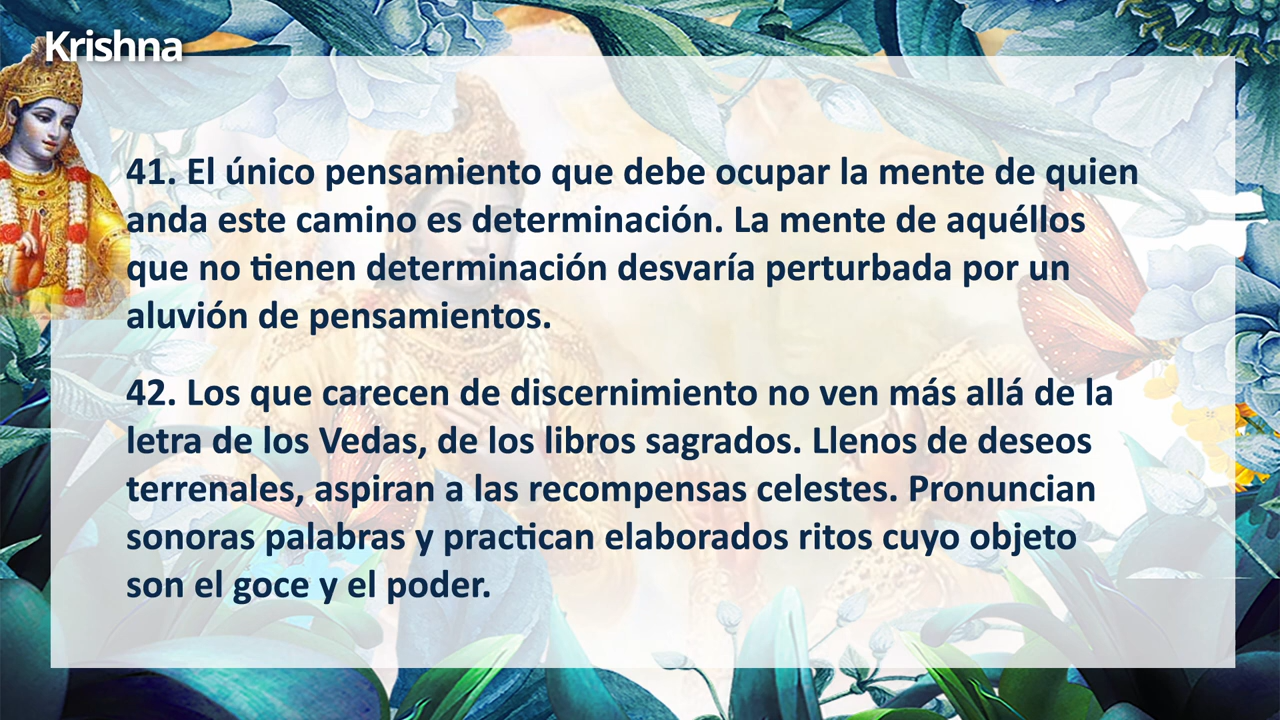 Krishna
41. El único pensamiento que debe ocupar la mente de quien
anda este camino es determinación. La mente de aquéllos
que no tienen determinación desvaría perturbada por un
aluvión de pensamientos.
42. Los que carecen de discernimiento no ven más allá de la
letra de los Vedas, de los libros sagrados. Llenos de deseos
terrenales, aspiran a las recompensas celestes. Pronuncian
sonoras palabras y practican elaborados ritos cuyo objeto
son el goce y el poder.